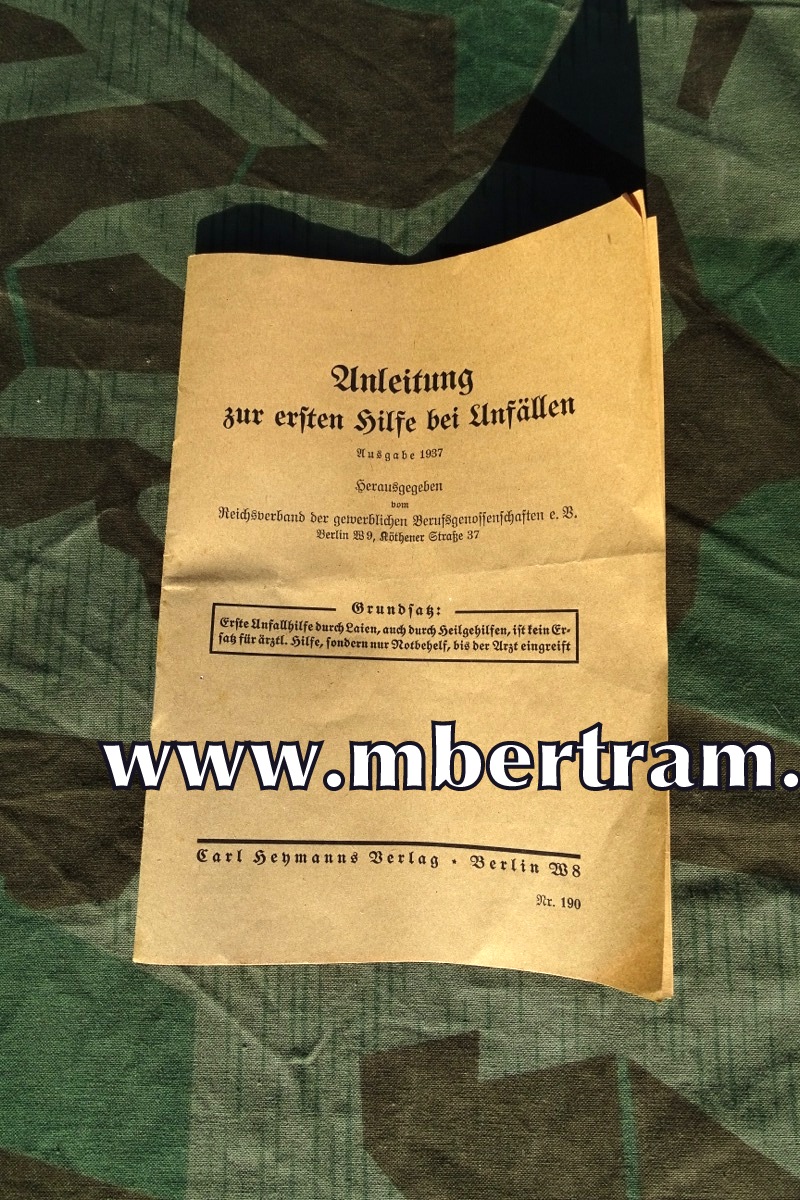 Anleitung
zur ersten Hilfe bei Unfällen
Ausgabe 1937
Herausgegeben
vom
Reichsverband der gewerblichen Berufsgenossenschaften e. V.
Berlin W 9, Köthener Straße 37
Grundsatz:
Erste Unfallhilfe durch Laien, auch durch Heilgehilfen, ist kein Er-
satz für ärztl. Hilfe, sondern nur Notbehelf, bis der Arzt eingreift
www.mbertram.
Carl Heymanns Verlag · Berlin W 8
Nr. 190